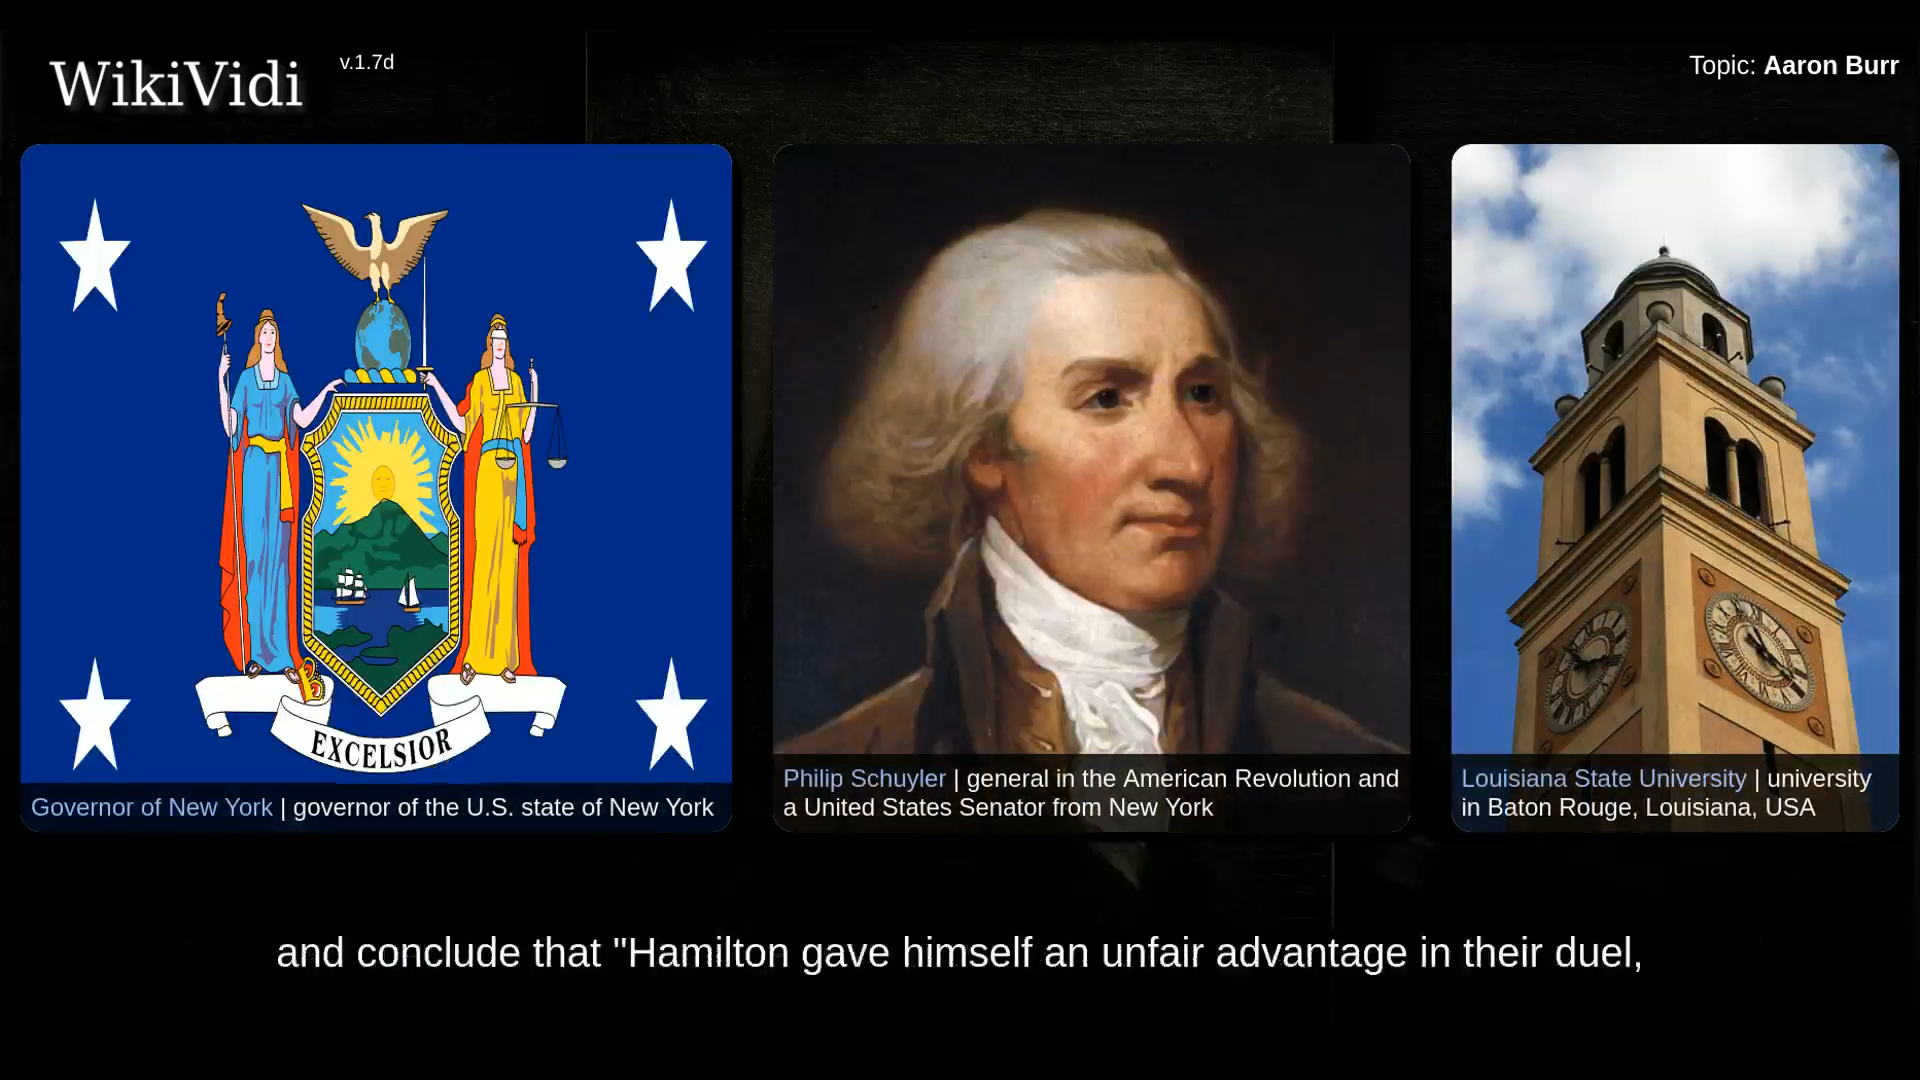 WikiVidi
v.1.7d
Topic: Aaron Burr
EXCELSIOR
Governor of New York | governor of the U.S. state of New York
Philip Schuyler | general in the American Revolution and
a United States Senator from New York
Louisiana State University | university
in Baton Rouge, Louisiana, USA
and conclude that "Hamilton gave himself an unfair advantage in their duel,